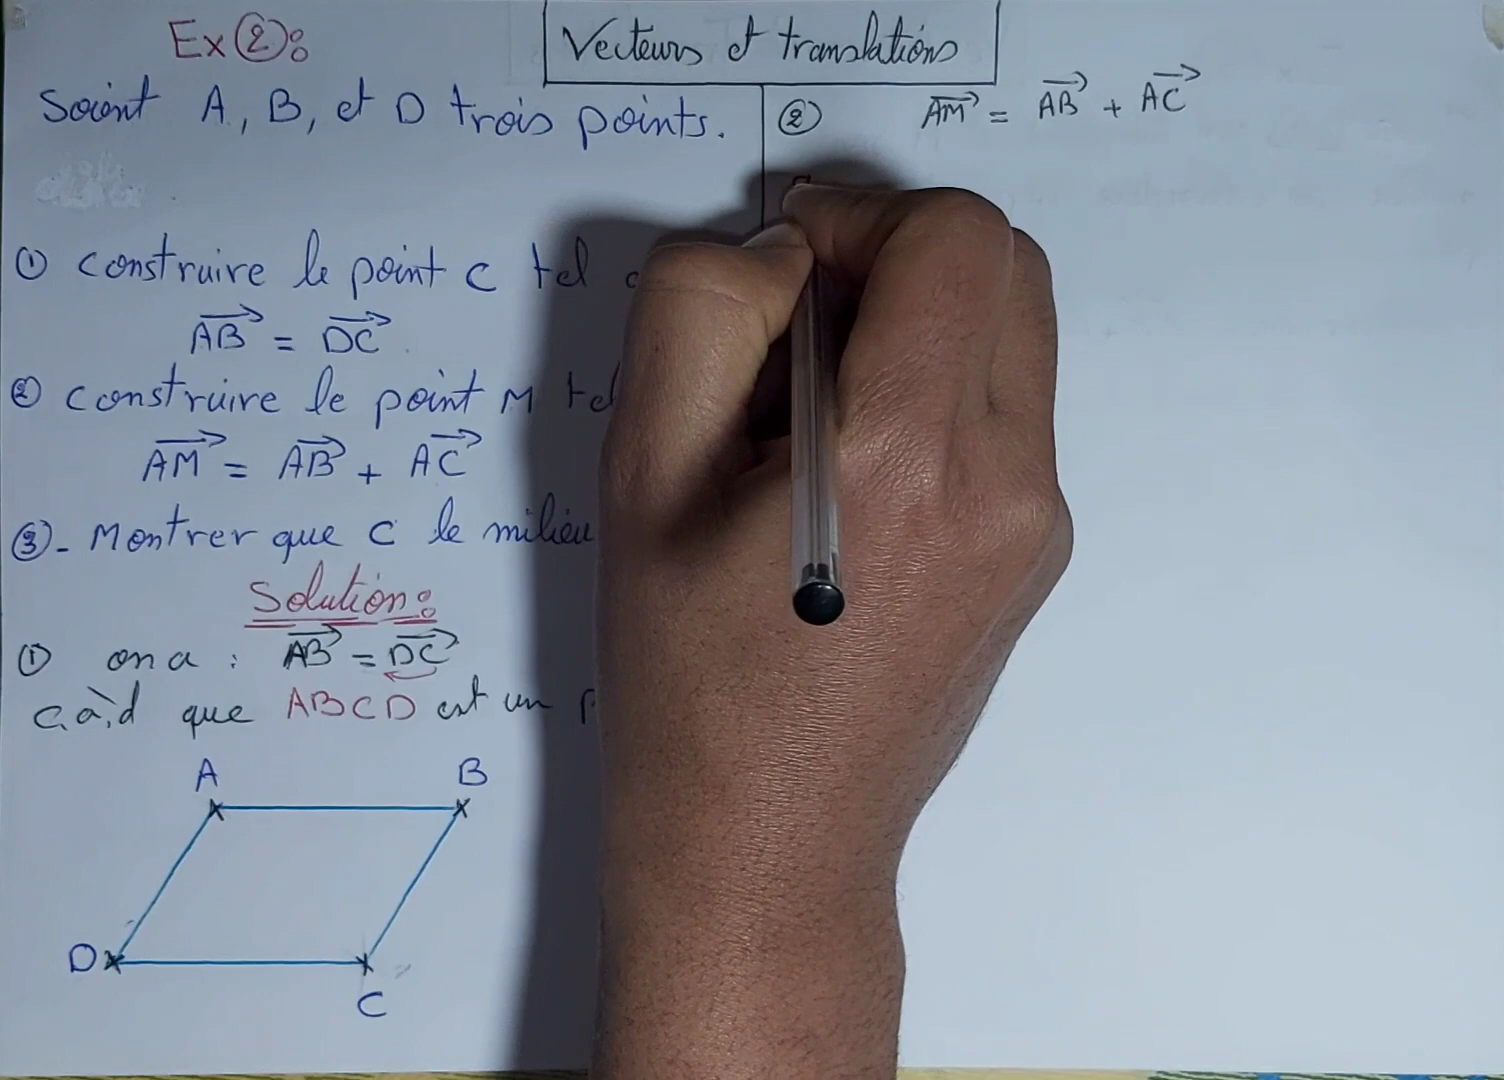 Ex②:
Vecteurs et translations
Soient A, B, et D trois points.
① construire le point C tel
AB = DC
② construire le point M tel
AM = AB + AC
③ - Montrer que C le milieu
Solution:
① on a : AB = DC
c.à.d que ABCD est un
A B
D C
② AM = AB + AC